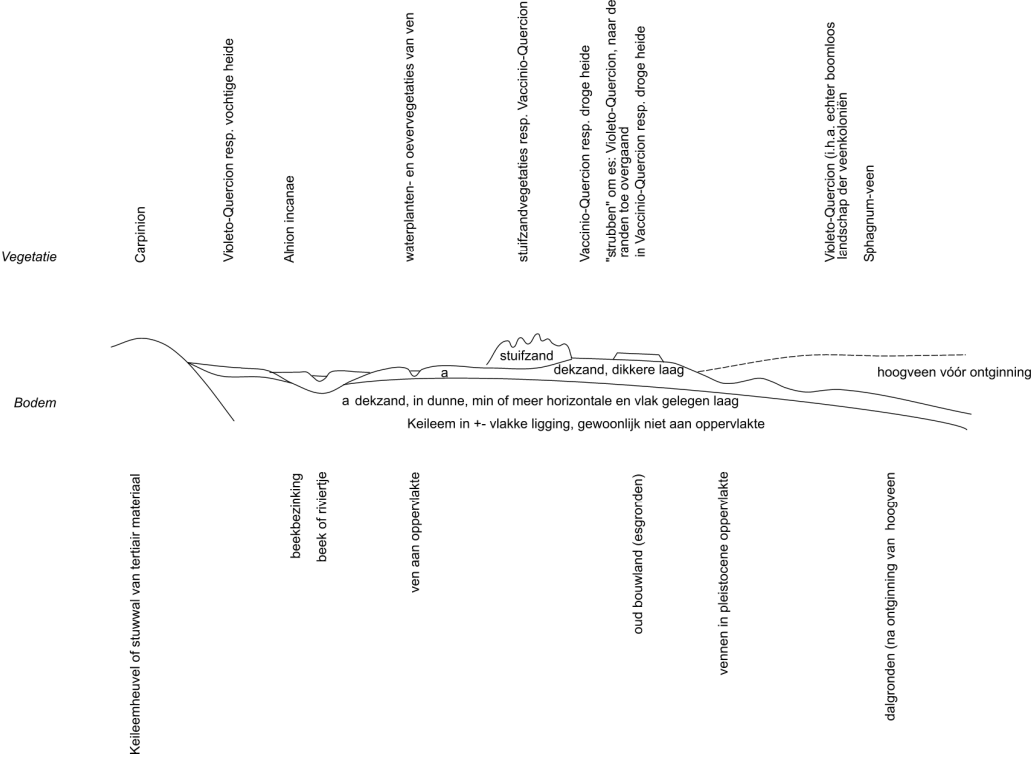 Vegetatie
Carpinion
Violeto-Quercion resp. vochtige heide
Alnion incanae
waterplanten- en oevervegetaties van ven
stuifzandvegetaties resp. Vaccinio-Quercion
Vaccinio-Quercion resp. droge heide
"strubben" om es: Violeto-Quercion, naar de
randen toe overgaand
in Vaccinio-Quercion resp. droge heide
Violeto-Quercion (i.h.a. echter boomloos
landschap der veenkoloniën
Sphagnum-veen
Bodem
stuifzand
a
dekzand, dikkere laag
hoogveen vóór ontginning
a dekzand, in dunne, min of meer horizontale en vlak gelegen laag
Keileem in +- vlakke ligging, gewoonlijk niet aan oppervlakte
Keileemheuvel of stuwwal van tertiair materiaal
beekbezinking
beek of riviertje
ven aan oppervlakte
oud bouwland (esgronden)
vennen in pleistocene oppervlakte
dalgronden (na ontginning van hoogveen